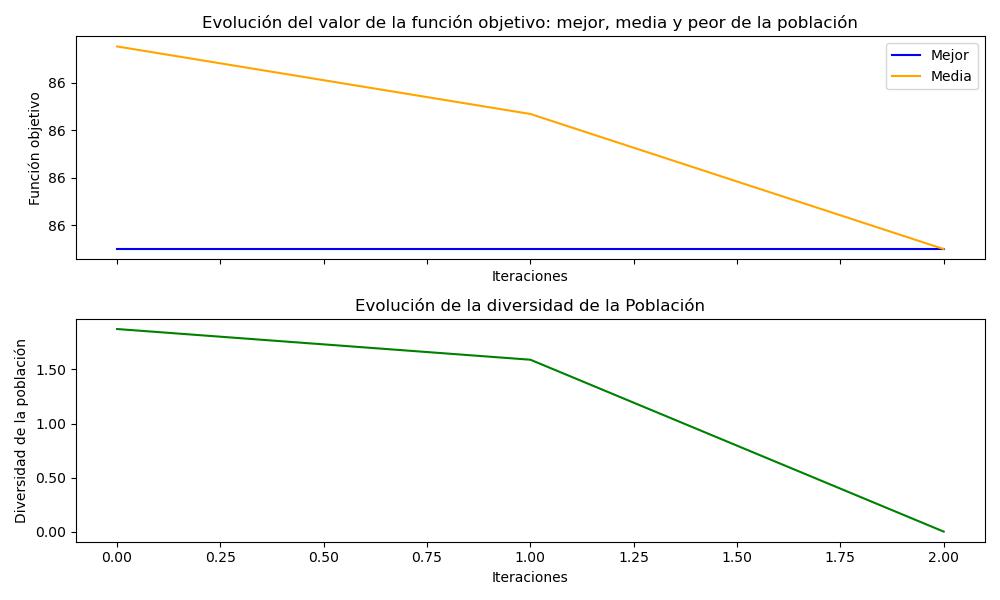 Evolución del valor de la función objetivo: mejor, media y peor de la población
Mejor
Media
86
86
86
86
Función objetivo
Iteraciones
Evolución de la diversidad de la Población
1.50
1.00
0.50
0.00
Diversidad de la población
0.00 0.25 0.50 0.75 1.00 1.25 1.50 1.75 2.00
Iteraciones